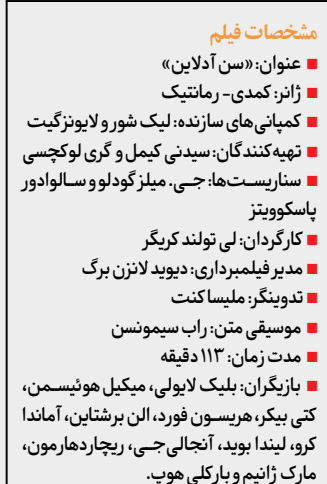 مشخصات فیلم
■ عنوان: «سن آدلاین»
■ ژانر: کمدی- رمانتیک
■ کمپانی‌های سازنده: لیک شور و لایونزگیت
■ تهیه‌کنندگان: سیدنی کیمل و گری لوکچسی
■ سناریست‌ها: جی. میلز گودلو و سالوادور
پاسکوویتز
■ کارگردان: لی تولند کریگر
■ مدیر فیلمبرداری: دیوید لانزن برگ
■ تدوینگر: ملیسا کنت
■ موسیقی متن: راب سیمونسن
■ مدت زمان: ۱۱۳ دقیقه
■ بازیگران: بلیک لایولی، میکیل هوئیسمن،
کتی بیکر، هریسون فورد، الن برشتاین، آماندا
کرو، لیندا بوید، آنجالی جی، ریچارد هارمون،
مارک ژانیم و بارکلی هوپ.